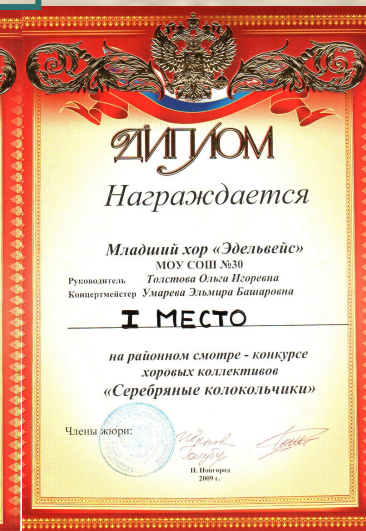 ДИПЛОМ
Награждается
Младший хор «Эдельвейс»
МОУ СОШ №30
Руководитель Толстова Ольга Игоревна
Концертмейстер Умарева Эльмира Башаровна
I МЕСТО
на районном смотре - конкурсе
хоровых коллективов
«Серебряные колокольчики»
Члены жюри:
Н. Новгород
2009 г.